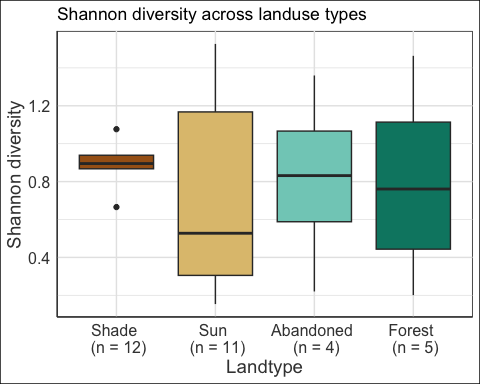 Shannon diversity across landuse types
Shannon diversity
1.2
0.8
0.4
Shade
(n = 12)
Sun
(n = 11)
Abandoned
(n = 4)
Forest
(n = 5)
Landtype